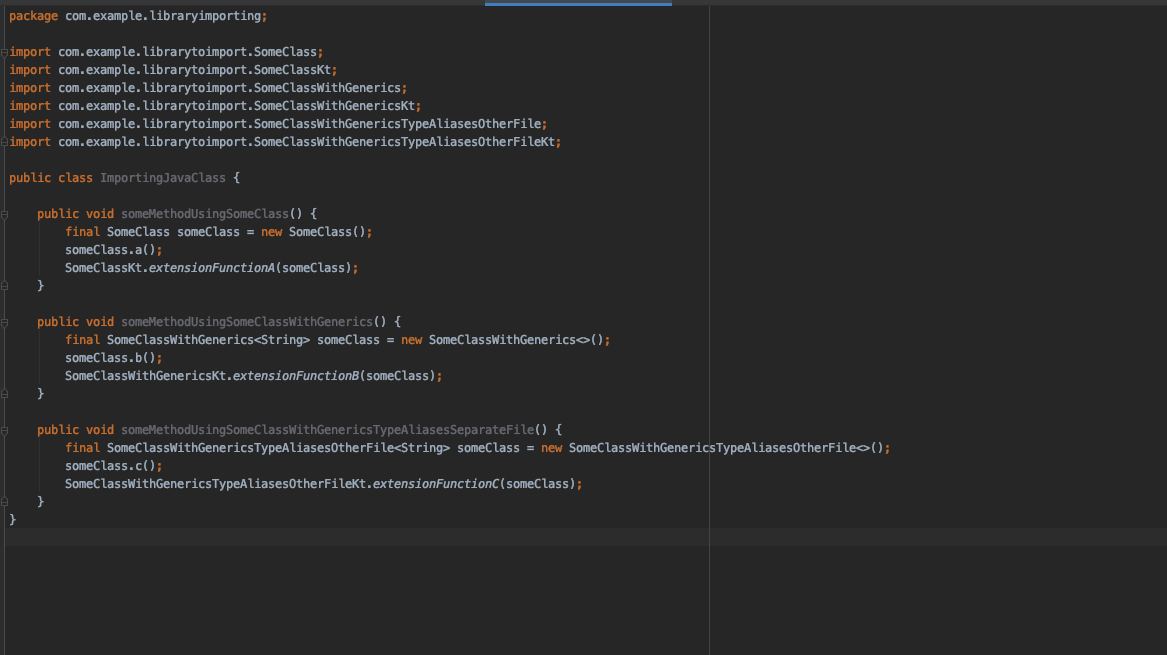 package com.example.libraryimporting;
import com.example.librarytoimport.SomeClass;
import com.example.librarytoimport.SomeClassKt;
import com.example.librarytoimport.SomeClassWithGenerics;
import com.example.librarytoimport.SomeClassWithGenericsKt;
import com.example.librarytoimport.SomeClassWithGenericsTypeAliasesOtherFile;
import com.example.librarytoimport.SomeClassWithGenericsTypeAliasesOtherFileKt;
public class ImportingJavaClass {
public void someMethodUsingSomeClass() {
final SomeClass someClass = new SomeClass();
someClass.a();
SomeClassKt.extensionFunctionA(someClass);
}
public void someMethodUsingSomeClassWithGenerics() {
final SomeClassWithGenerics<String> someClass = new SomeClassWithGenerics<>();
someClass.b();
SomeClassWithGenericsKt.extensionFunctionB(someClass);
}
public void someMethodUsingSomeClassWithGenericsTypeAliasesSeparateFile() {
final SomeClassWithGenericsTypeAliasesOtherFile<String> someClass = new SomeClassWithGenericsTypeAliasesOtherFile<>();
someClass.c();
SomeClassWithGenericsTypeAliasesOtherFileKt.extensionFunctionC(someClass);
}
}